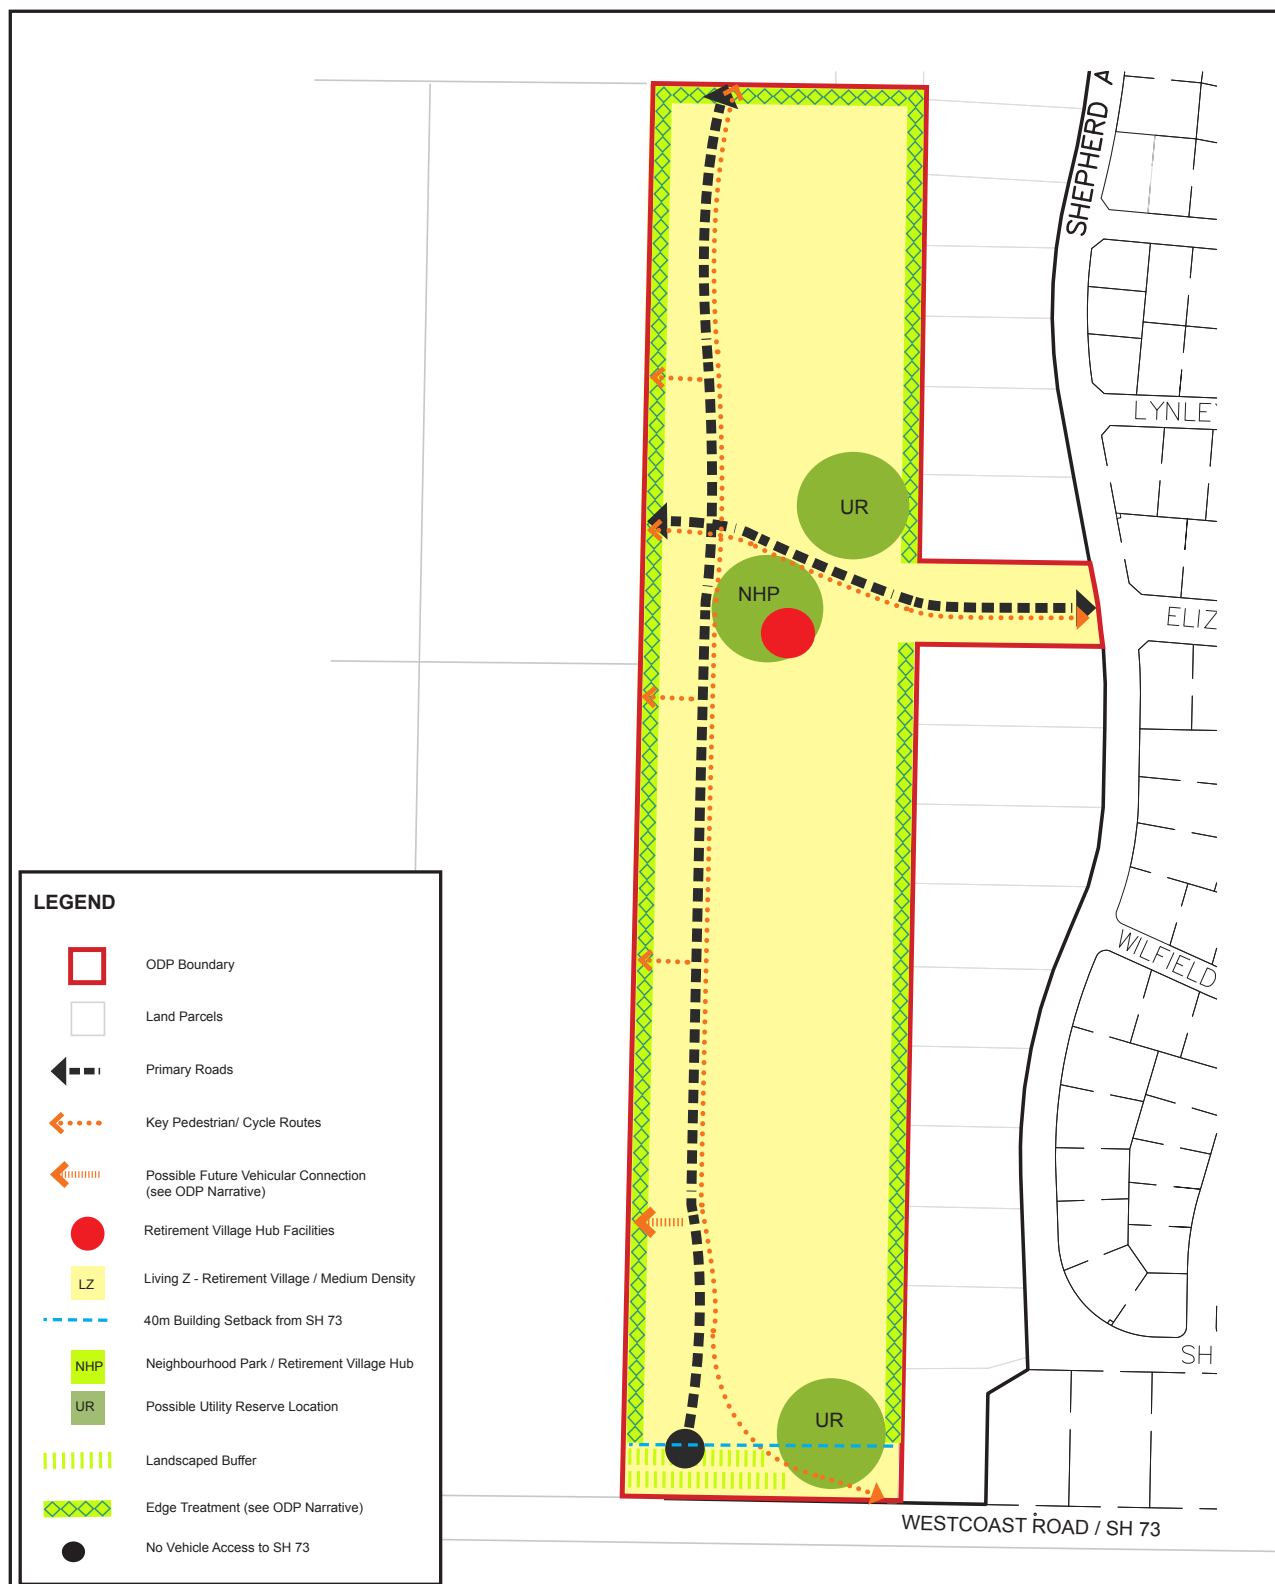 SHEPHERD A
LYNLEY
UR
NHP
ELIZ
WILFIELD
SH
UR
WESTCOAST ROAD / SH 73
LEGEND
ODP Boundary
Land Parcels
Primary Roads
Key Pedestrian/ Cycle Routes
Possible Future Vehicular Connection
(see ODP Narrative)
Retirement Village Hub Facilities
LZ Living Z - Retirement Village / Medium Density
40m Building Setback from SH 73
NHP Neighbourhood Park / Retirement Village Hub
UR Possible Utility Reserve Location
Landscaped Buffer
Edge Treatment (see ODP Narrative)
No Vehicle Access to SH 73